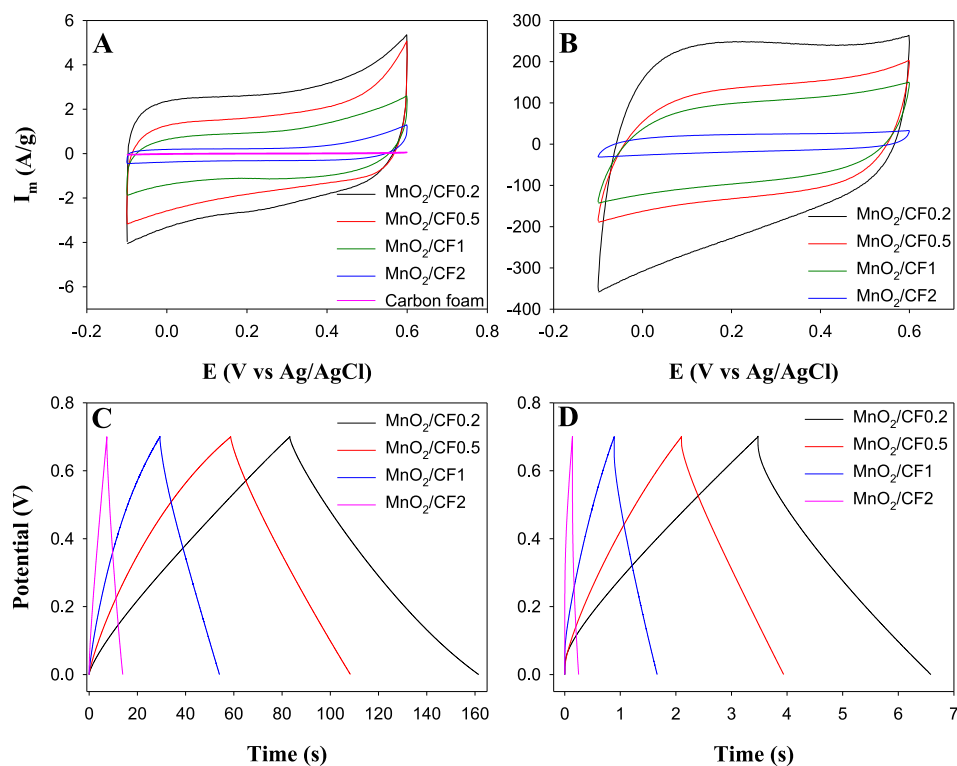 A
I_m (A/g)
6
4
2
0
-2
-4
-6
-0.2
0.0
0.2
0.4
0.6
0.8
MnO₂/CF0.2
MnO₂/CF0.5
MnO₂/CF1
MnO₂/CF2
Carbon foam
E (V vs Ag/AgCl)
B
300
200
100
0
-100
-200
-300
-400
-0.2
0.0
0.2
0.4
0.6
MnO₂/CF0.2
MnO₂/CF0.5
MnO₂/CF1
MnO₂/CF2
E (V vs Ag/AgCl)
C
Potential (V)
0.8
0.6
0.4
0.2
0.0
0 20 40 60 80 100 120 140 160
MnO₂/CF0.2
MnO₂/CF0.5
MnO₂/CF1
MnO₂/CF2
Time (s)
D
0.8
0.6
0.4
0.2
0.0
0 1 2 3 4 5 6 7
MnO₂/CF0.2
MnO₂/CF0.5
MnO₂/CF1
MnO₂/CF2
Time (s)